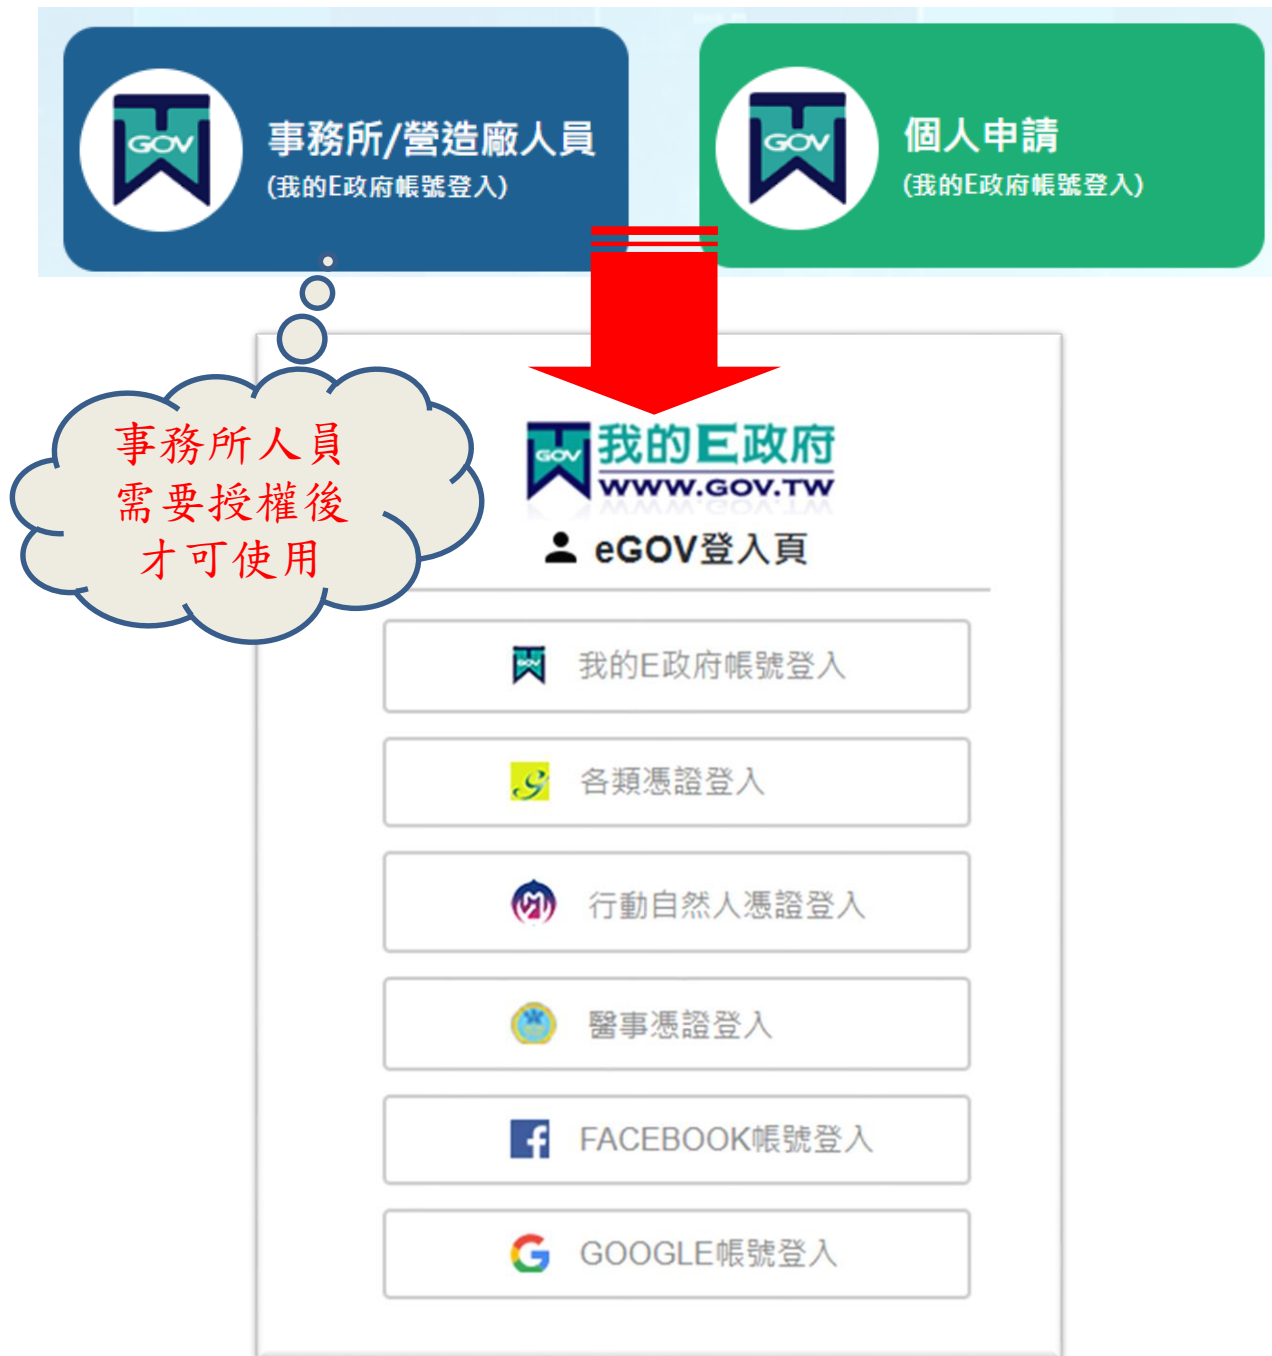 GOV
事務所/營造廠人員
(我的E政府帳號登入)
GOV
個人申請
(我的E政府帳號登入)
事務所人員
需要授權後
才可使用
GOV
我的E政府
WWW.GOV.TW
eGOV登入頁
GOV
我的E政府帳號登入
各類憑證登入
行動自然人憑證登入
醫事憑證登入
FACEBOOK帳號登入
GOOGLE帳號登入